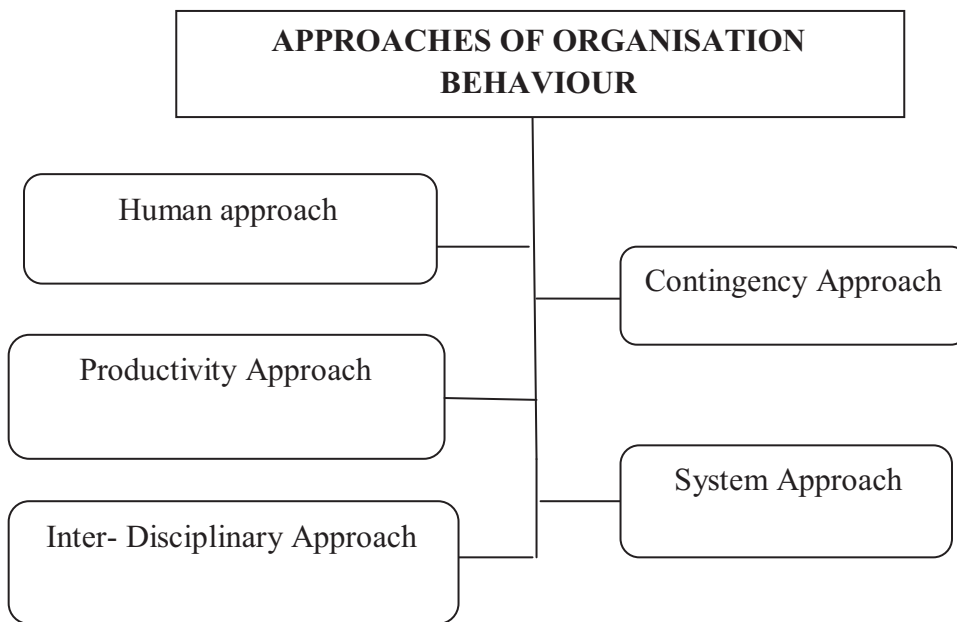 APPROACHES OF ORGANISATION
BEHAVIOUR
Human approach
Contingency Approach
Productivity Approach
System Approach
Inter- Disciplinary Approach